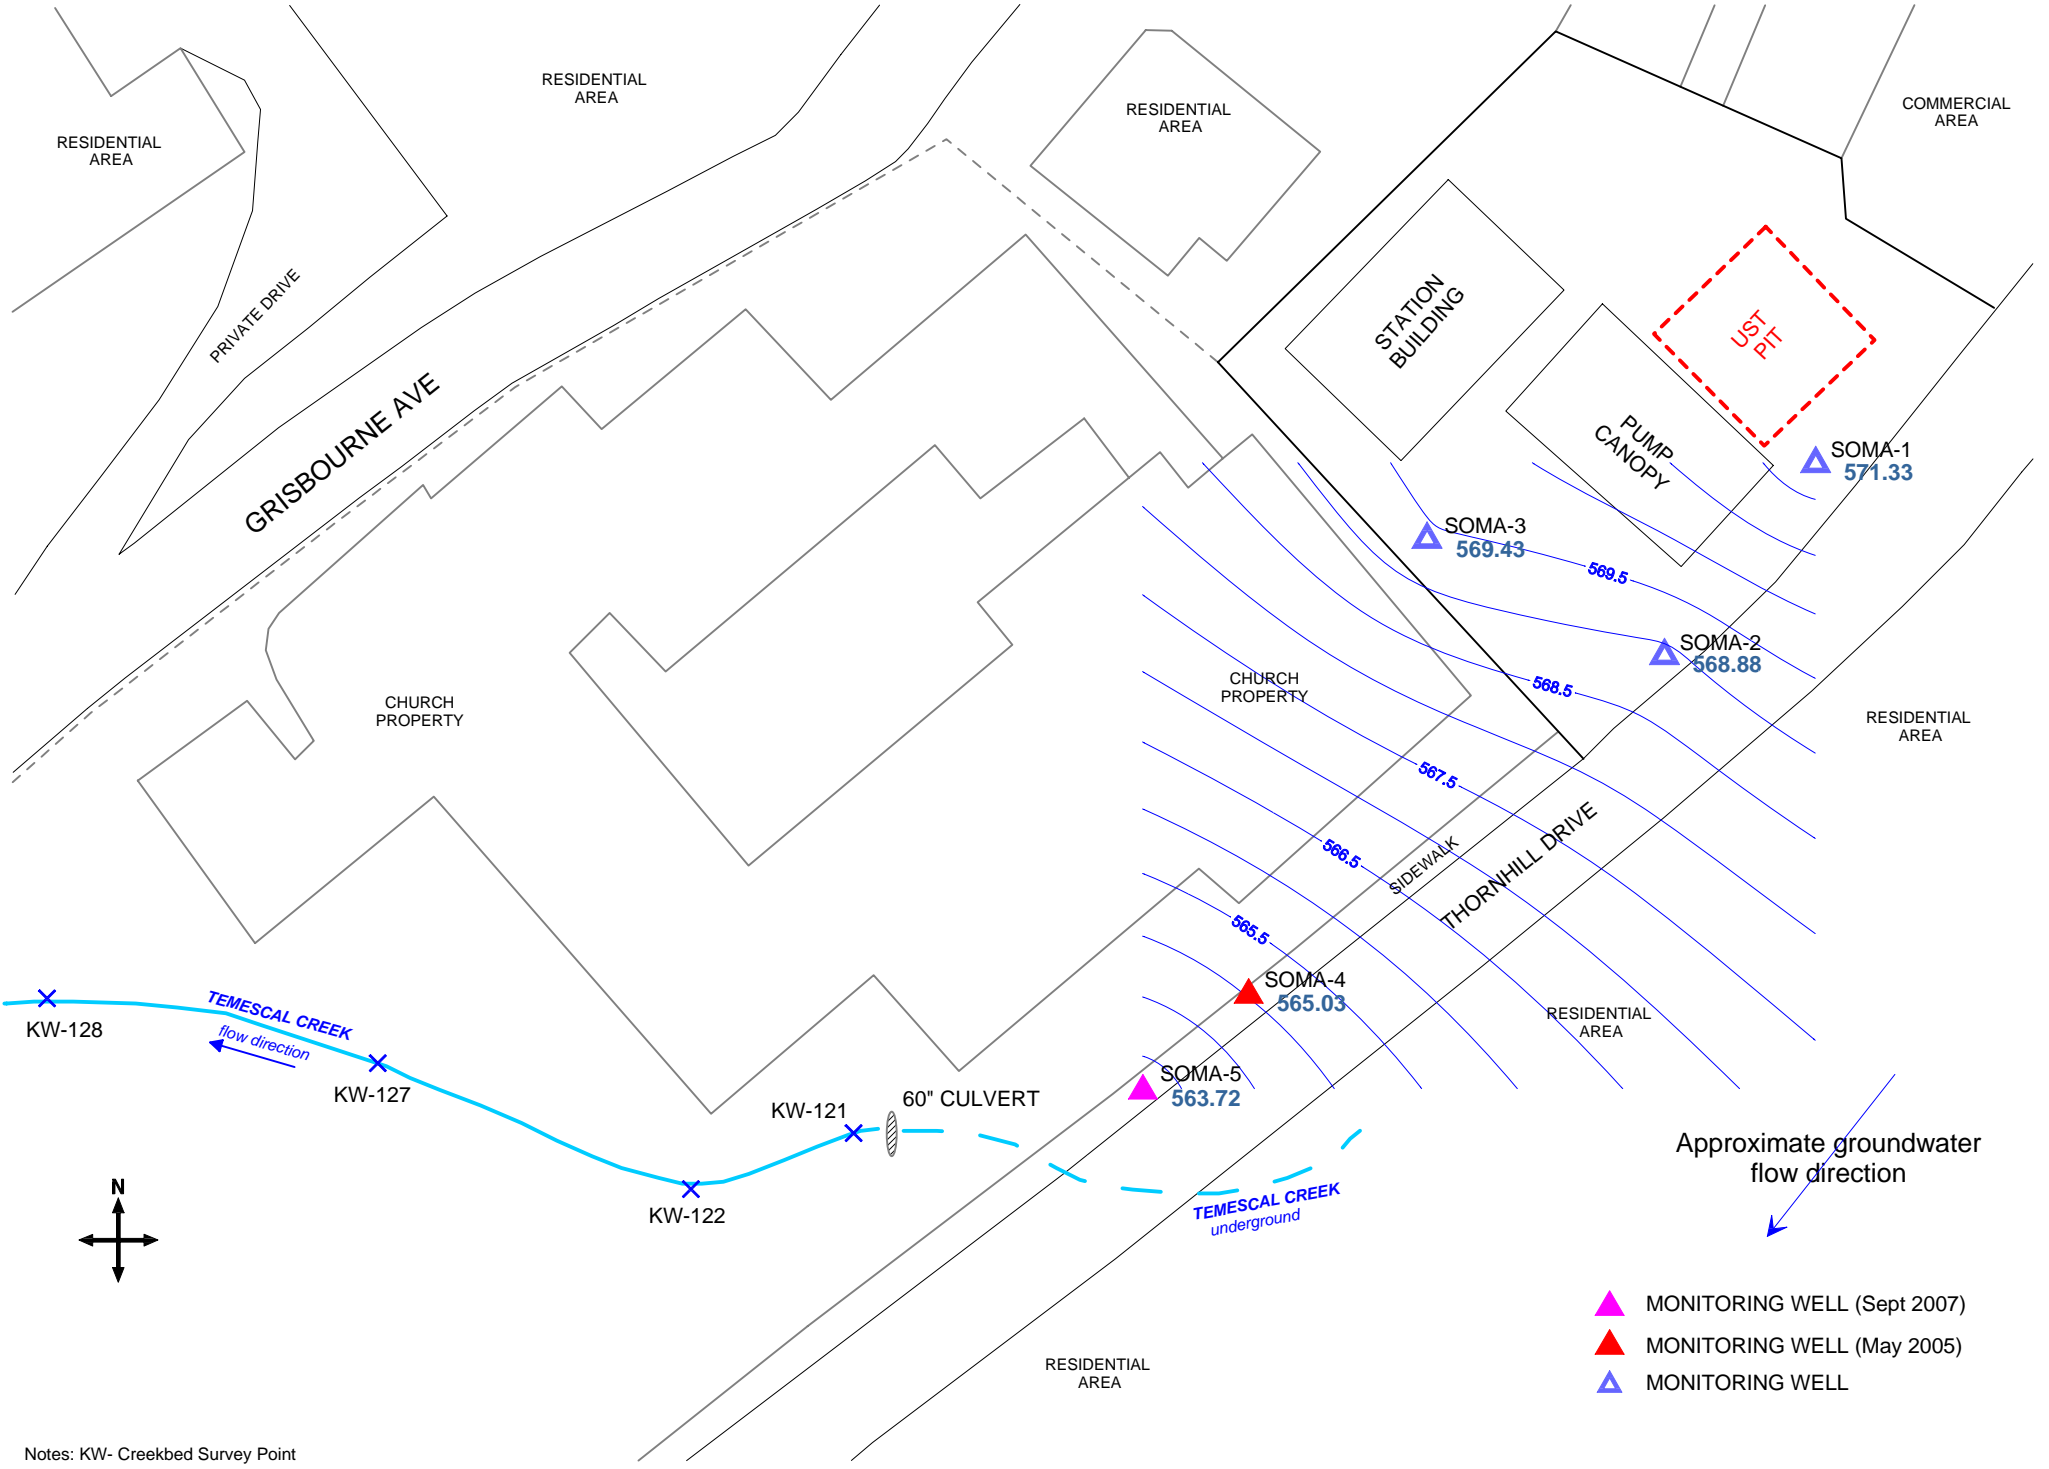 RESIDENTIAL
AREA
RESIDENTIAL
AREA
RESIDENTIAL
AREA
COMMERCIAL
AREA
PRIVATE DRIVE
GRISBOURNE AVE
STATION
BUILDING
UST
PIT
PUMP
CANOPY
SOMA-1
571.33
SOMA-3
569.43
569.5
SOMA-2
568.88
568.5
CHURCH
PROPERTY
CHURCH
PROPERTY
RESIDENTIAL
AREA
567.5
566.5
SIDEWALK
THORNHILL DRIVE
565.5
SOMA-4
565.03
RESIDENTIAL
AREA
TEMESCAL CREEK
flow direction
KW-128
KW-127
SOMA-5
563.72
60" CULVERT
KW-121
KW-122
TEMESCAL CREEK
underground
Approximate groundwater
flow direction
N
MONITORING WELL (Sept 2007)
MONITORING WELL (May 2005)
MONITORING WELL
RESIDENTIAL
AREA
Notes: KW- Creekbed Survey Point